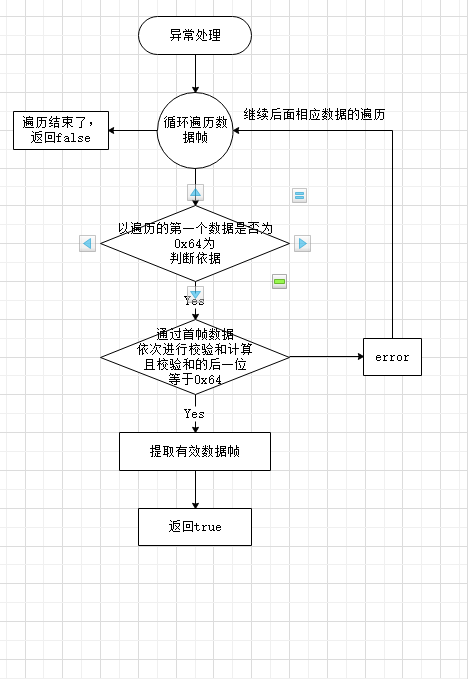 异常处理
继续后面相应数据的遍历
遍历结束了，
返回false
循环遍历数
据帧
以遍历的第一个数据是否为
0x64为
判断依据
Yes
通过首帧数据
依次进行校验和计算
且校验和的后一位
等于0x64
error
Yes
提取有效数据帧
返回true